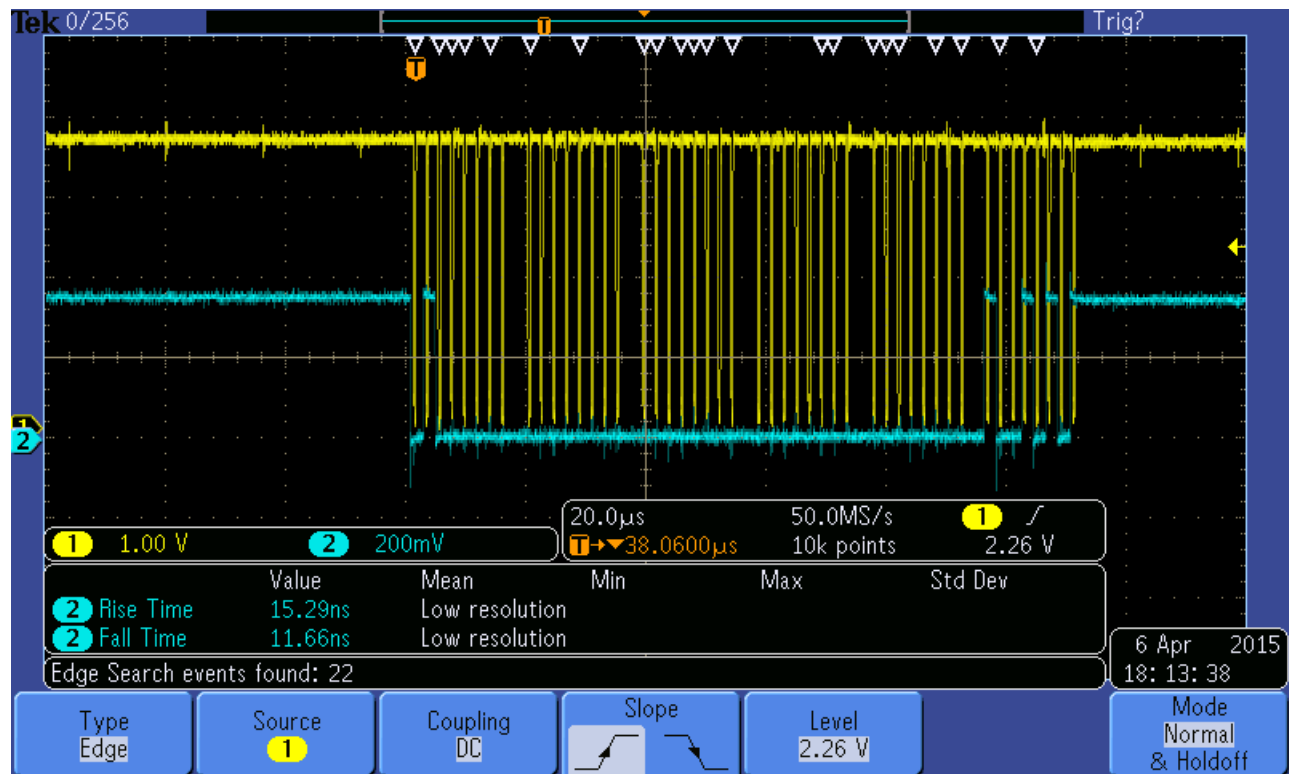 Tek 0/256 Trig?
T
T
1
2
1 1.00 V 2 200mV
20.0µs 50.0MS/s 1
T→▼38.0600µs 10k points 2.26 V
Value Mean Min Max Std Dev
2 Rise Time 15.29ns Low resolution
2 Fall Time 11.66ns Low resolution
Edge Search events found: 22
6 Apr 2015
18: 13: 38
Type
Edge
Source
1
Coupling
DC
Slope
Level
2.26 V
Mode
Normal
& Holdoff